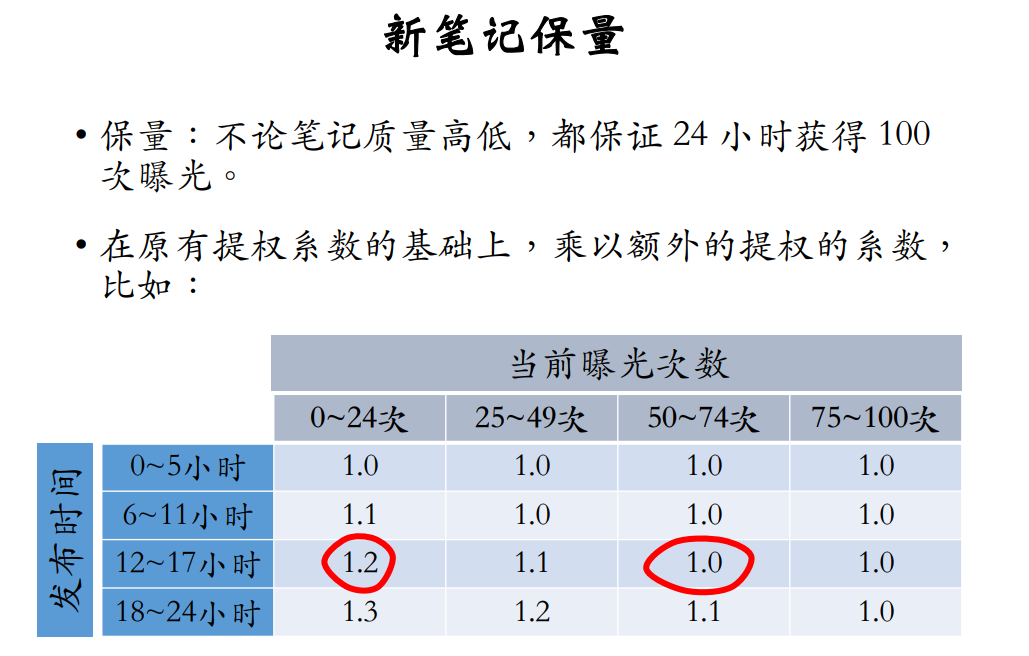 新笔记保量
• 保量：不论笔记质量高低，都保证 24 小时获得 100
次曝光。
• 在原有提权系数的基础上，乘以额外的提权的系数，
比如：
当前曝光次数
0~24次 25~49次 50~74次 75~100次
发布时间
0~5小时 1.0 1.0 1.0 1.0
6~11小时 1.1 1.0 1.0 1.0
12~17小时 1.2 1.1 1.0 1.0
18~24小时 1.3 1.2 1.1 1.0